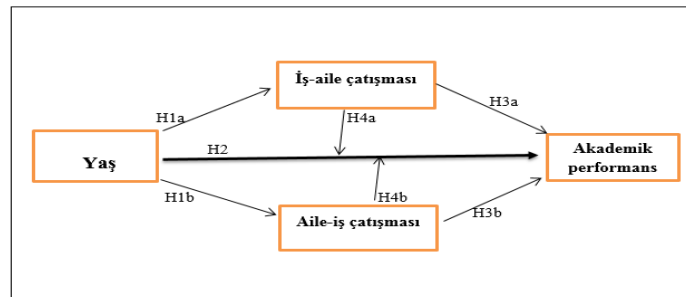 İş-aile çatışması
H1a
H4a
H3a
H2
Yaş
Akademik
performans
H1b
H4b
H3b
Aile-iş çatışması